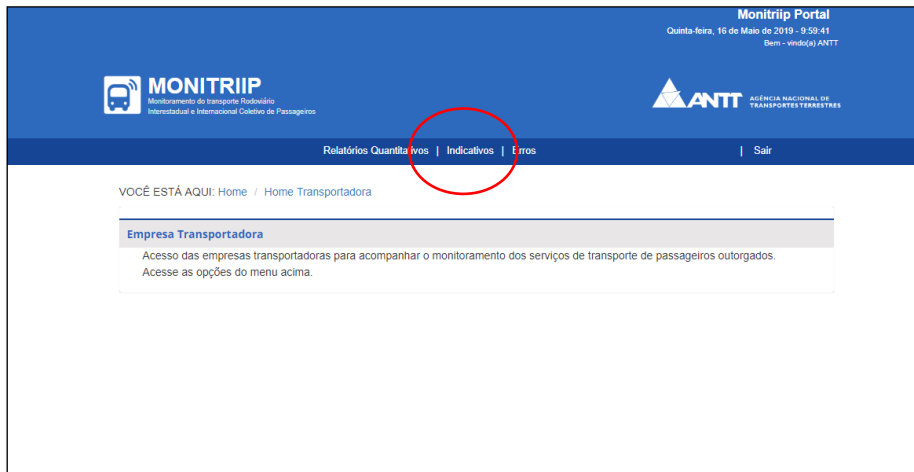 Monitriip Portal
Quinta-feira, 16 de Maio de 2019 - 9:59:41
Bem - vindo(a) ANTT
MONITRIIP
Monitoramento do transporte Rodoviário
Interestadual e Internacional Coletivo de Passageiros
ANTT
AGÊNCIA NACIONAL DE
TRANSPORTES TERRESTRES
Relatórios Quantitativos | Indicativos | Erros | Sair
VOCÊ ESTÁ AQUI: Home / Home Transportadora
Empresa Transportadora
Acesso das empresas transportadoras para acompanhar o monitoramento dos serviços de transporte de passageiros outorgados.
Acesse as opções do menu acima.